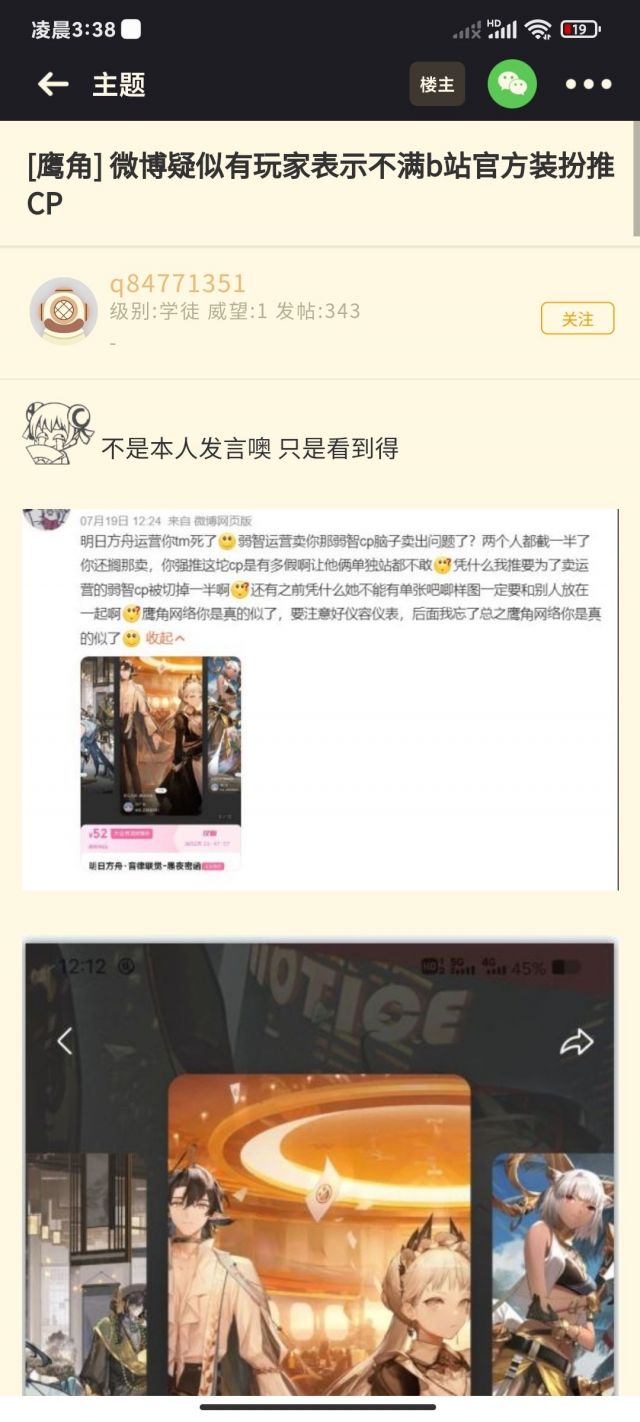 凌晨3:38
HD
19
主题
楼主
[鹰角] 微博疑似有玩家表示不满b站官方装扮推
CP
q84771351
级别:学徒 威望:1 发帖:343
-
关注
不是本人发言噢 只是看到得
07月19日 12:24 来自 微博网页版
明日方舟运营你tm死了 弱智运营卖你那弱智cp脑子卖出问题了？两个人都截一半了
你还搁那卖，你强推这坨cp是有多假啊让他俩单独站都不敢 凭什么我推要为了卖运
营的弱智cp被切掉一半啊 还有之前凭什么她不能有单张吧唧样图一定要和别人放在
一起啊 鹰角网络你是真的似了，要注意好仪容仪表，后面我忘了总之鹰角网络你是真
的似了 收起
¥52
明日方舟·音律联觉-愚夜密函
12:12
HD 1 2 5G 4G 45%
NOTICE